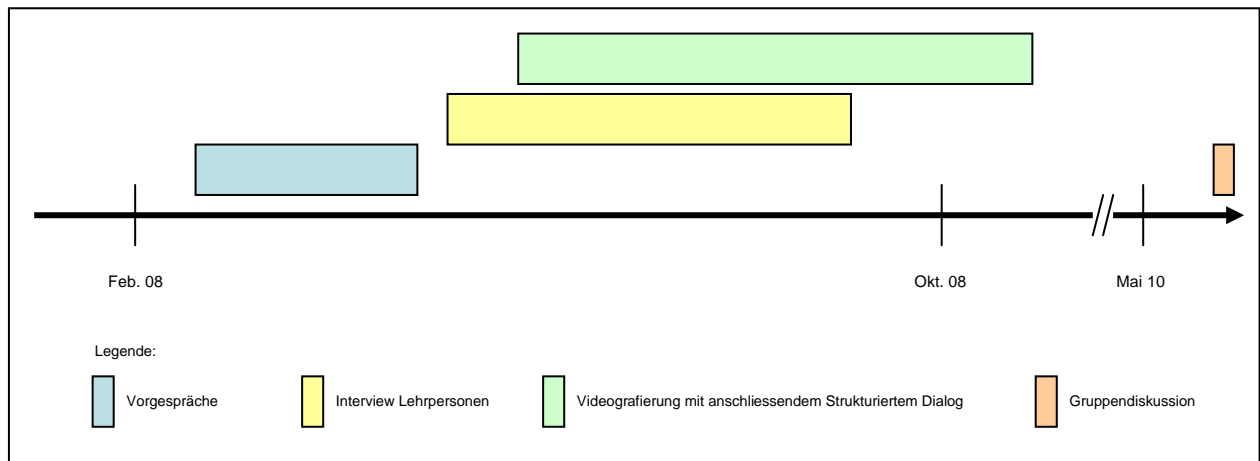 Feb. 08
Okt. 08
Mai 10
Legende:
Vorgespräche
Interview Lehrpersonen
Videografierung mit anschliessendem Strukturiertem Dialog
Gruppendiskussion